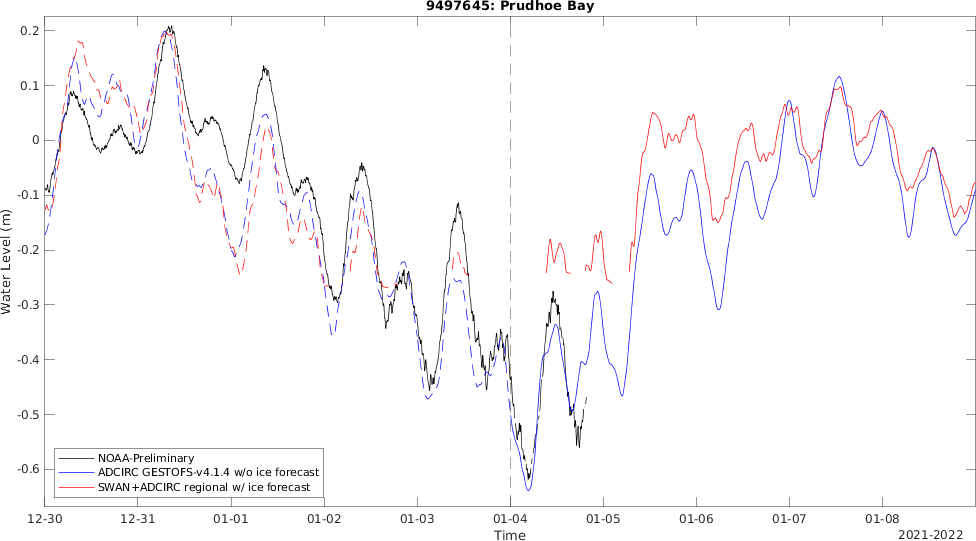 9497645: Prudhoe Bay
0.2
0.1
0
-0.1
-0.2
-0.3
-0.4
-0.5
-0.6
Water Level (m)
NOAA-Preliminary
ADCIRC GESTOFS-v4.1.4 w/o ice forecast
SWAN+ADCIRC regional w/ ice forecast
12-30 12-31 01-01 01-02 01-03 01-04 01-05 01-06 01-07 01-08
Time
2021-2022